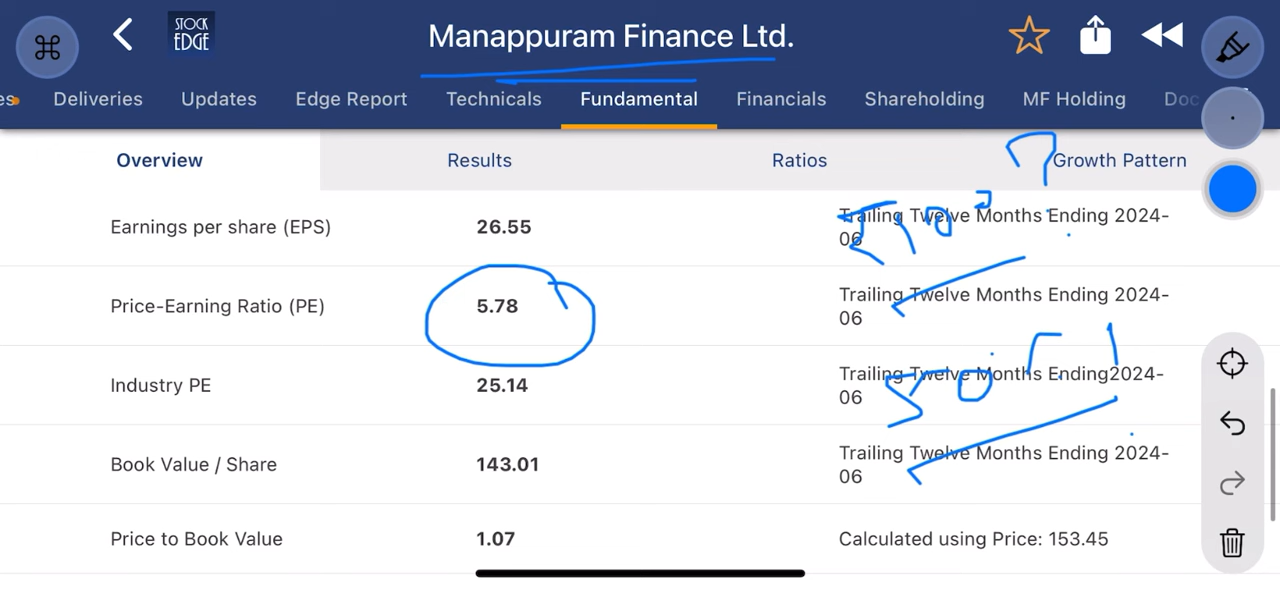 STOCK EDGE
Manappuram Finance Ltd.
Deliveries Updates Edge Report Technicals Fundamental Financials Shareholding MF Holding
Overview Results Ratios Growth Pattern
Earnings per share (EPS) 26.55 Trailing Twelve Months Ending 2024-06
Price-Earning Ratio (PE) 5.78 Trailing Twelve Months Ending 2024-06
Industry PE 25.14 Trailing Twelve Months Ending2024-06
Book Value / Share 143.01 Trailing Twelve Months Ending 2024-06
Price to Book Value 1.07 Calculated using Price: 153.45